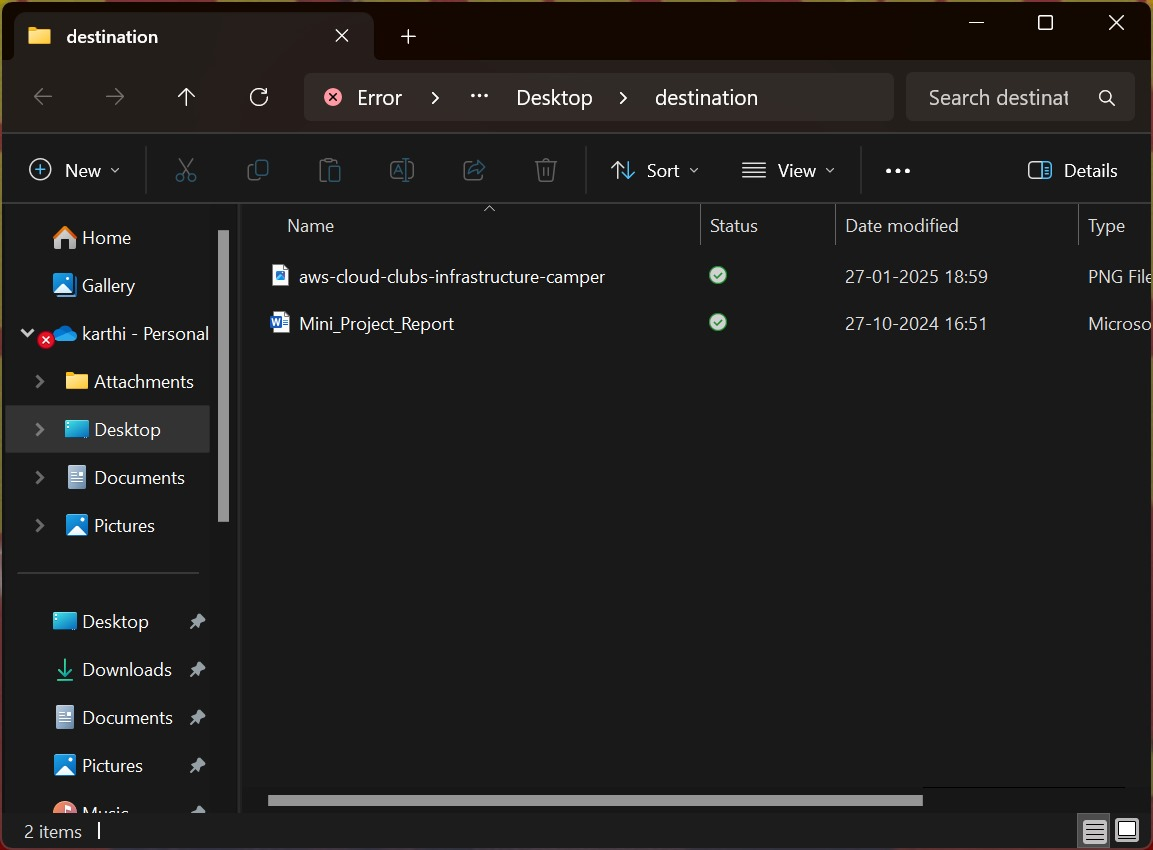 destination
Error > ... Desktop > destination Search destinat
New Sort View ... Details
Name Status Date modified Type
Home
Gallery
karthi - Personal
Attachments
Desktop
Documents
Pictures
Desktop
Downloads
Documents
Pictures
Music
aws-cloud-clubs-infrastructure-camper 27-01-2025 18:59 PNG File
Mini_Project_Report 27-10-2024 16:51 Microso
2 items